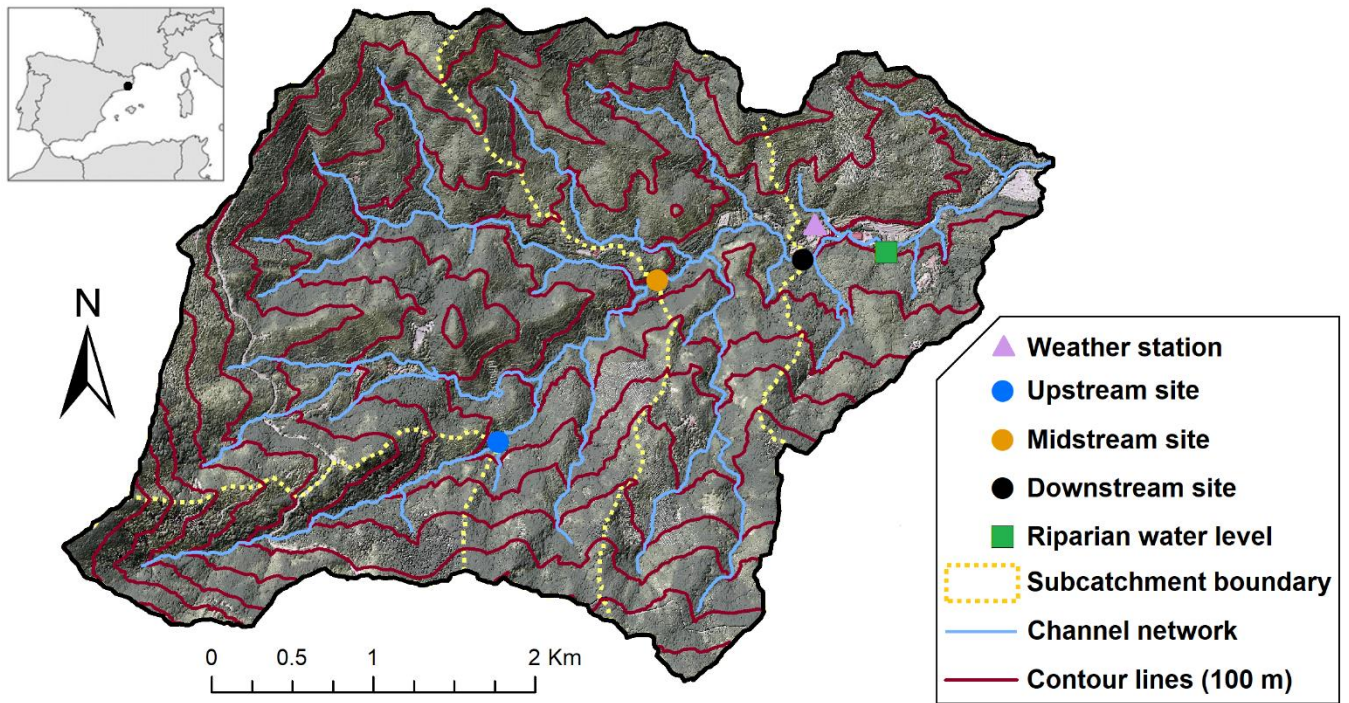 N
Weather station
Upstream site
Midstream site
Downstream site
Riparian water level
Subcatchment boundary
Channel network
Contour lines (100 m)
0 0.5 1 2 Km